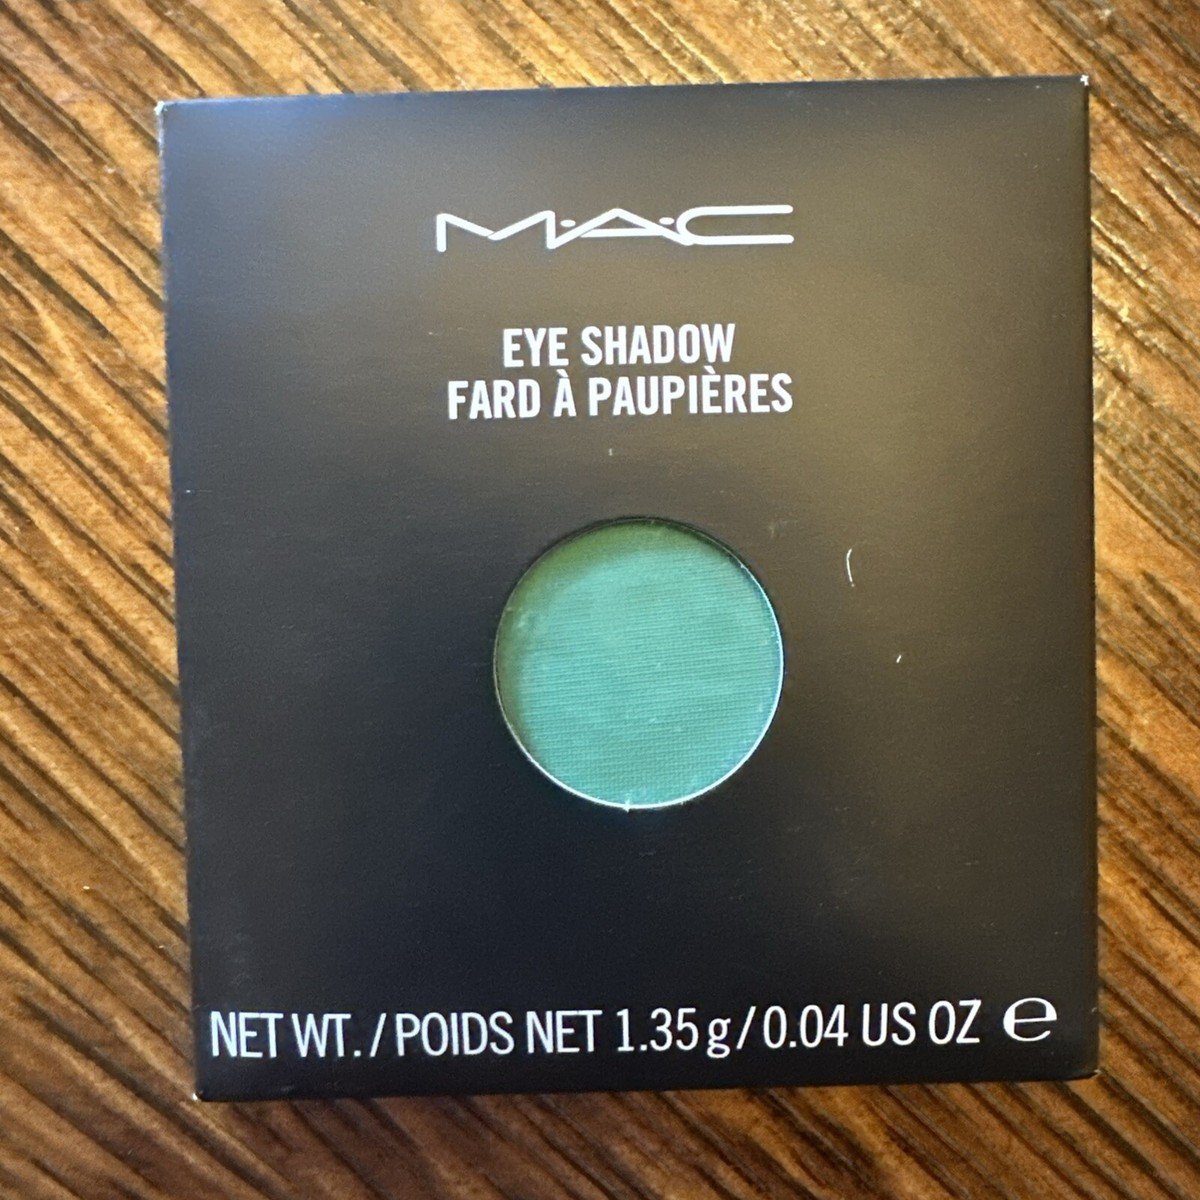 M·A·C
EYE SHADOW
FARD À PAUPIÈRES
NET WT. / POIDS NET 1.35 g / 0.04 US OZ ℮